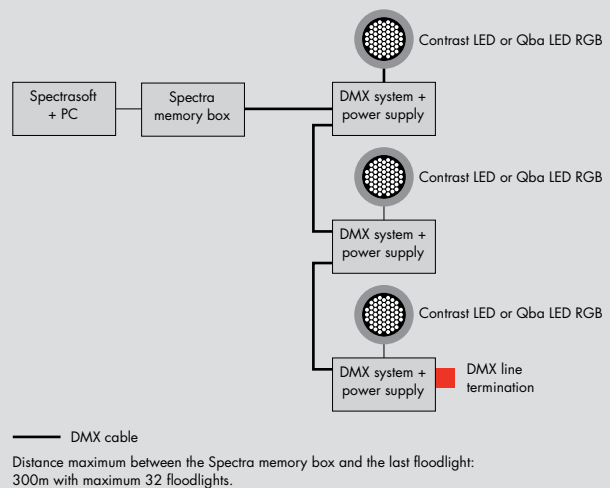 Contrast LED or Qba LED RGB
Spectrasoft
+ PC
Spectra
memory box
DMX system +
power supply
Contrast LED or Qba LED RGB
DMX system +
power supply
Contrast LED or Qba LED RGB
DMX system +
power supply
DMX line
termination
DMX cable
Distance maximum between the Spectra memory box and the last floodlight:
300m with maximum 32 floodlights.